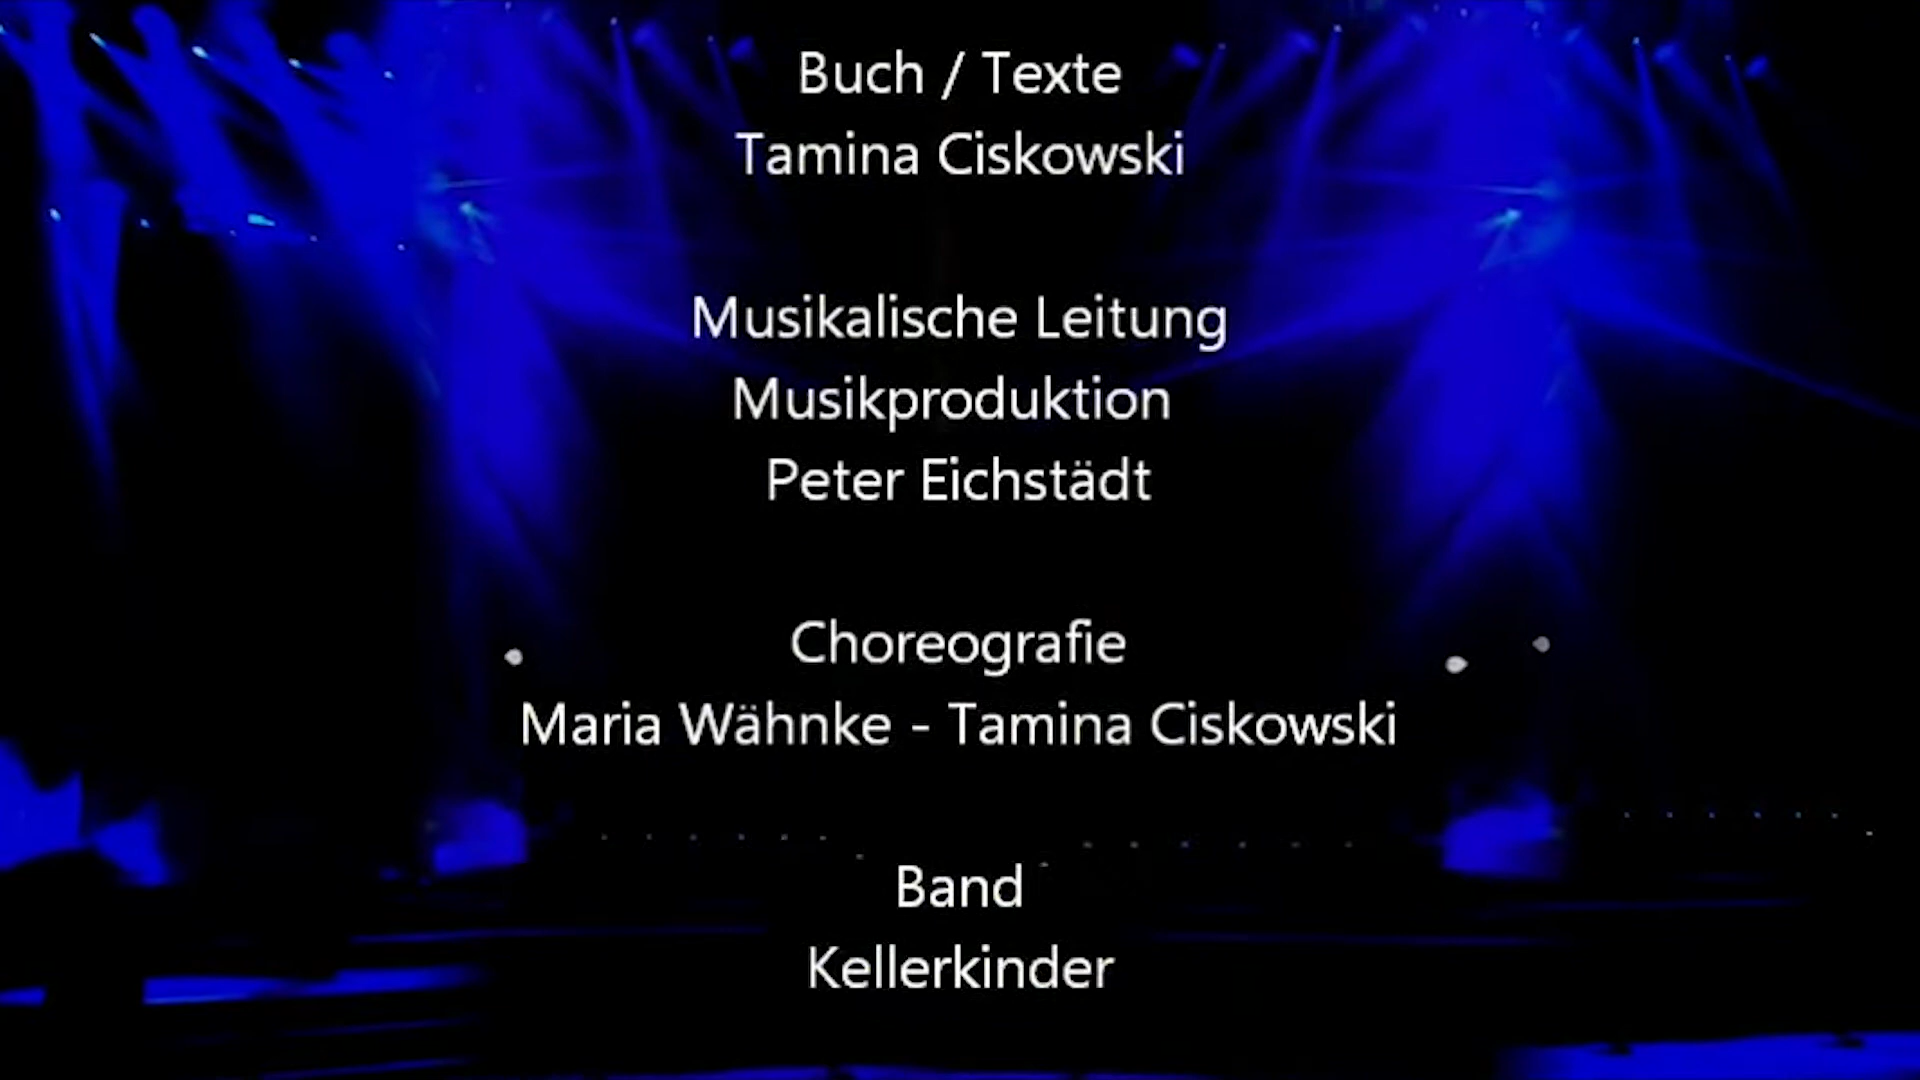 Buch / Texte
Tamina Ciskowski
Musikalische Leitung
Musikproduktion
Peter Eichstädt
Choreografie
Maria Wähnke - Tamina Ciskowski
Band
Kellerkinder